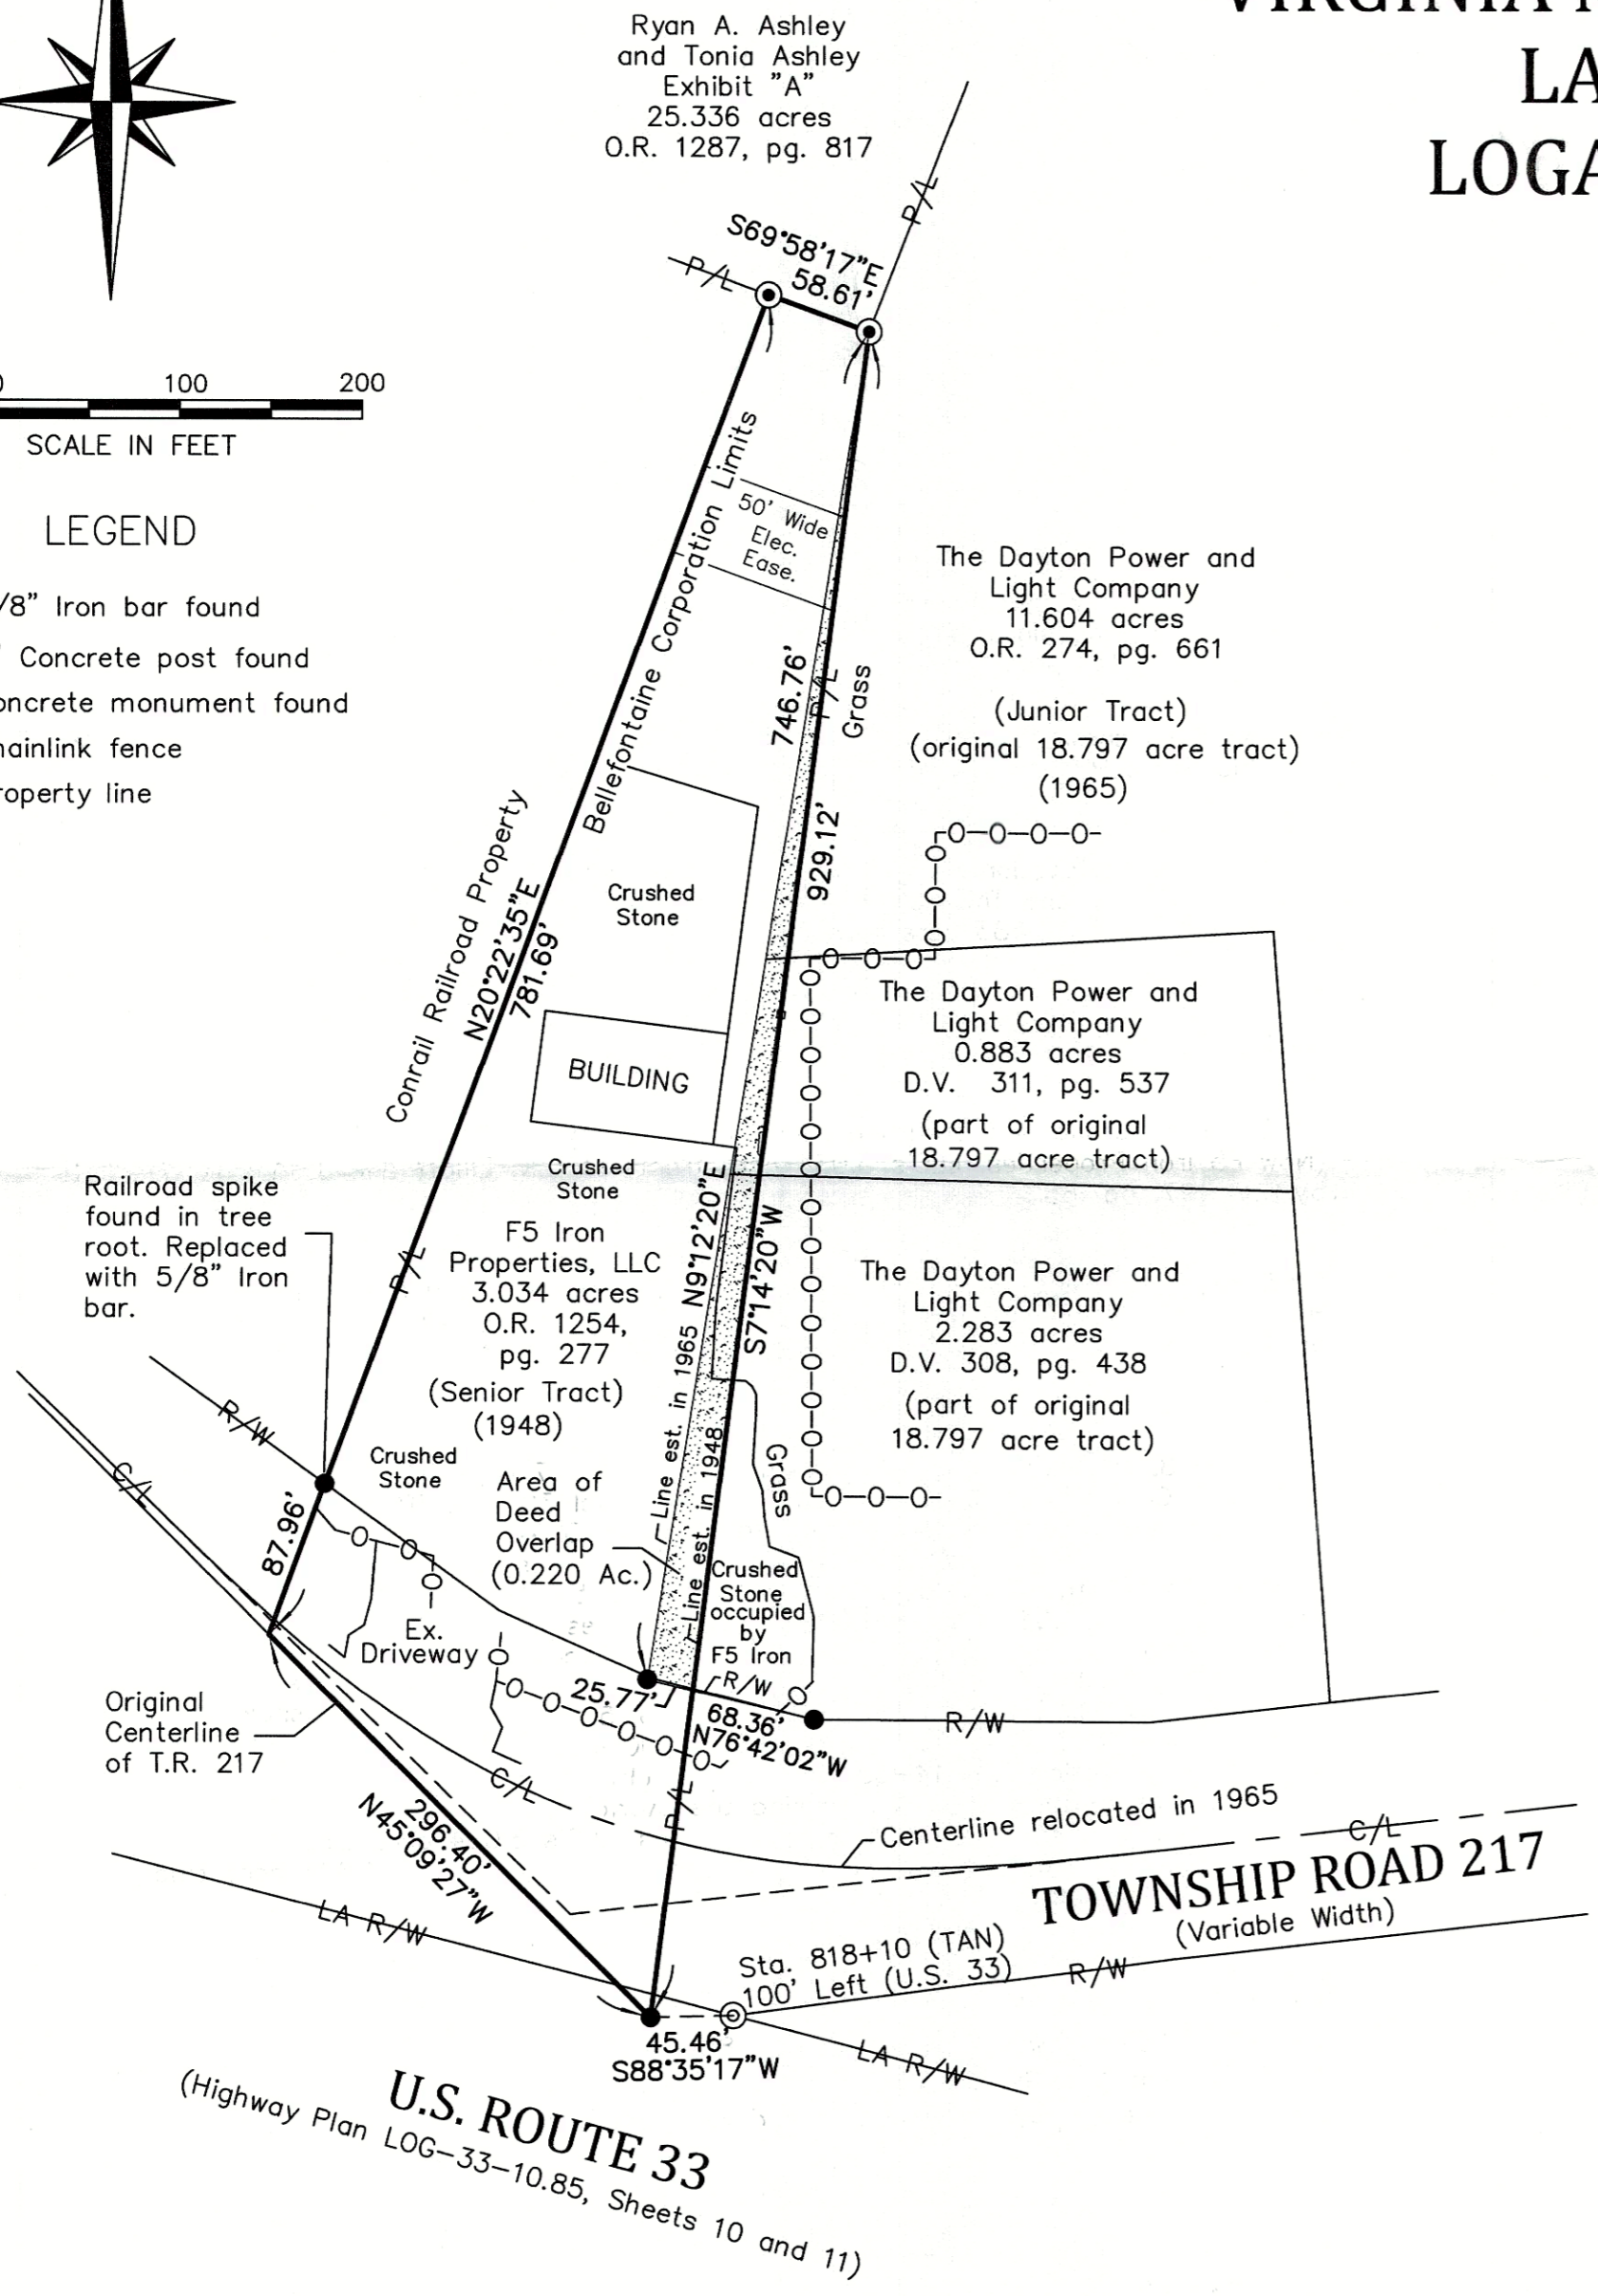 Ryan A. Ashley
and Tonia Ashley
Exhibit "A"
25.336 acres
O.R. 1287, pg. 817
LA
LOGA
P/L
S69°58'17"E
58.61'
P/L
100
200
SCALE IN FEET
LEGEND
/8" Iron bar found
Concrete post found
oncrete monument found
ainlink fence
roperty line
Bellefontaine Corporation Limits
50' Wide
Elec.
Ease.
746.76'
P/L
Grass
929.12'
The Dayton Power and
Light Company
11.604 acres
O.R. 274, pg. 661
(Junior Tract)
(original 18.797 acre tract)
(1965)
Conrail Railroad Property
N20°22'35"E
781.69'
Crushed
Stone
BUILDING
The Dayton Power and
Light Company
0.883 acres
D.V. 311, pg. 537
(part of original
18.797 acre tract)
Crushed
Stone
Railroad spike
found in tree
root. Replaced
with 5/8" Iron
bar.
P/L
F5 Iron
Properties, LLC
3.034 acres
O.R. 1254,
pg. 277
(Senior Tract)
(1948)
Line est. in 1965 N9°12'20"E
S7°14'20"W
The Dayton Power and
Light Company
2.283 acres
D.V. 308, pg. 438
(part of original
18.797 acre tract)
R/W
C/L
Crushed
Stone
Area of
Deed
Overlap
(0.220 Ac.)
Line est. in 1948
Grass
87.96'
Crushed
Stone
occupied
by
F5 Iron
Ex.
Driveway
25.77'
R/W
68.36'
N76°42'02"W
R/W
Original
Centerline
of T.R. 217
C/L
P/L
Centerline relocated in 1965
C/L
296.40'
N45°09'27"W
TOWNSHIP ROAD 217
(Variable Width)
LA R/W
Sta. 818+10 (TAN)
100' Left (U.S. 33)
R/W
45.46'
S88°35'17"W
LA R/W
U.S. ROUTE 33
(Highway Plan LOG-33-10.85, Sheets 10 and 11)